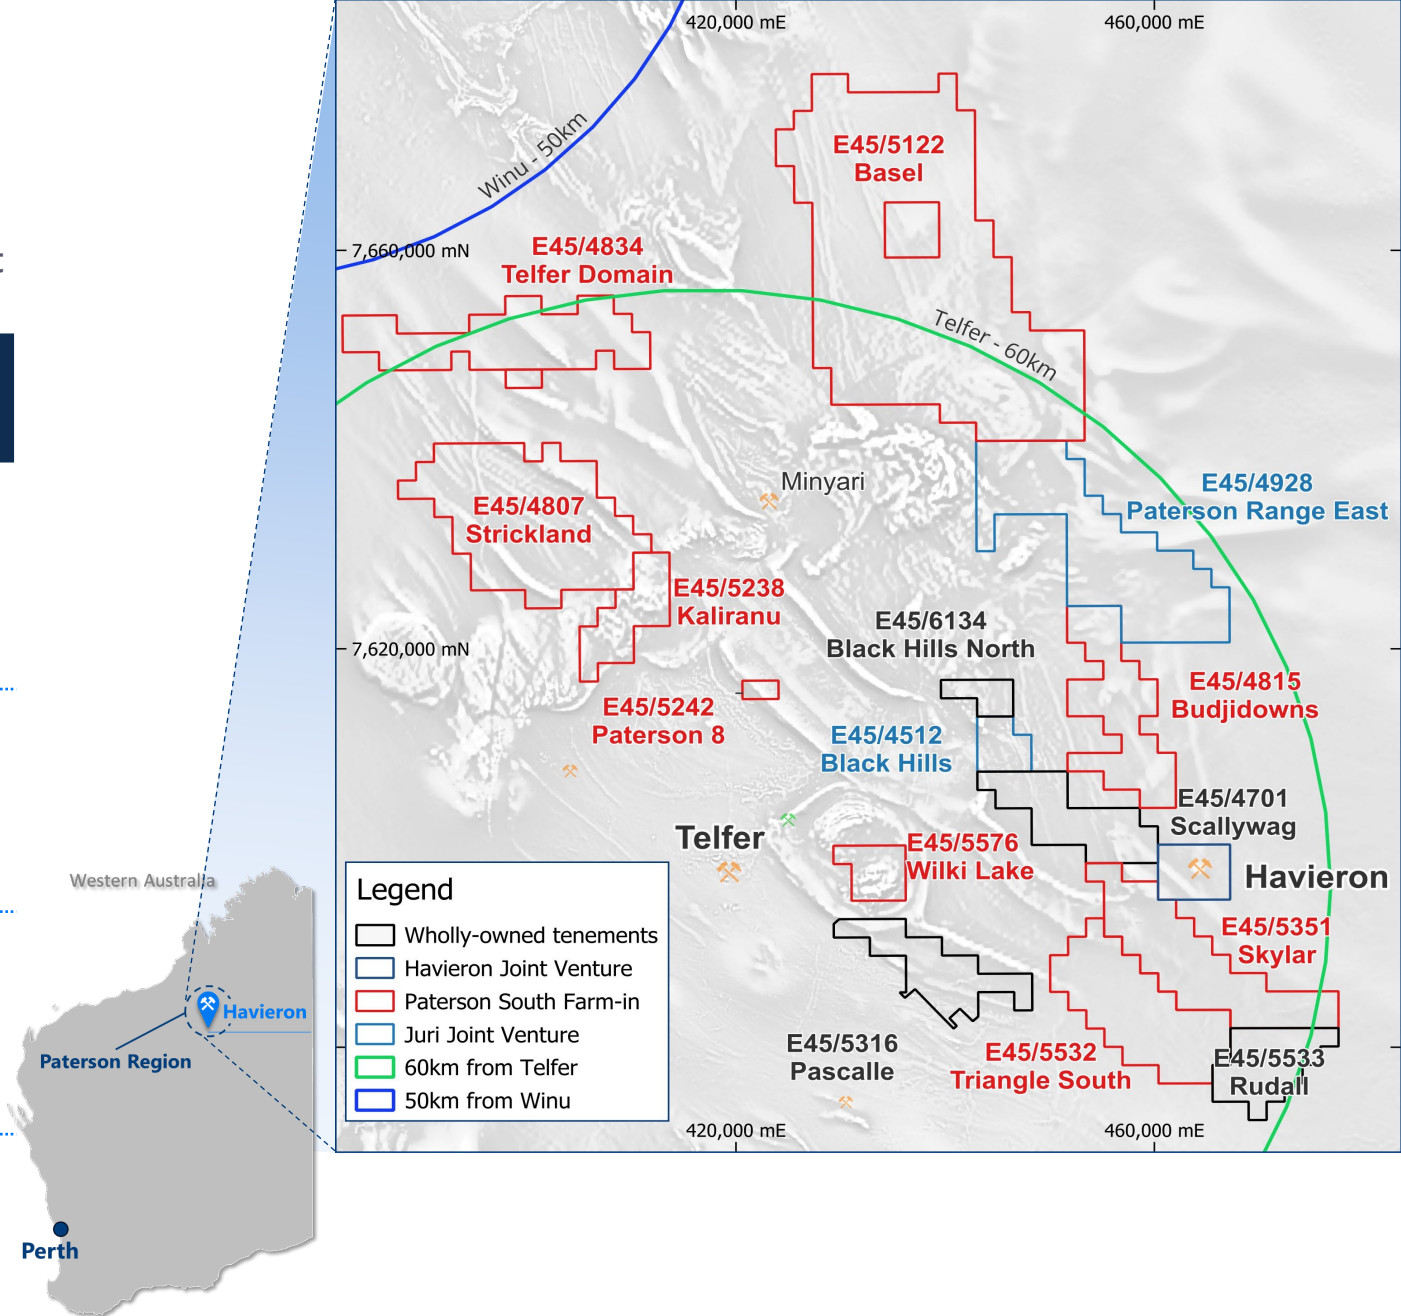 420,000 mE
460,000 mE
Winu - 50km
E45/5122
Basel
7,660,000 mN
E45/4834
Telfer Domain
Telfer - 60km
Minyari
E45/4928
Paterson Range East
E45/4807
Strickland
E45/5238
Kaliranu
E45/6134
Black Hills North
7,620,000 mN
E45/4815
Budjidowns
E45/5242
Paterson 8
E45/4512
Black Hills
E45/4701
Scallywag
Telfer
E45/5576
Wilki Lake
Havieron
E45/5351
Skylar
E45/5316
Pascalle
E45/5532
Triangle South
E45/5533
Rudall
420,000 mE
460,000 mE
Legend
Wholly-owned tenements
Havieron Joint Venture
Paterson South Farm-in
Juri Joint Venture
60km from Telfer
50km from Winu
Western Australia
Havieron
Paterson Region
Perth